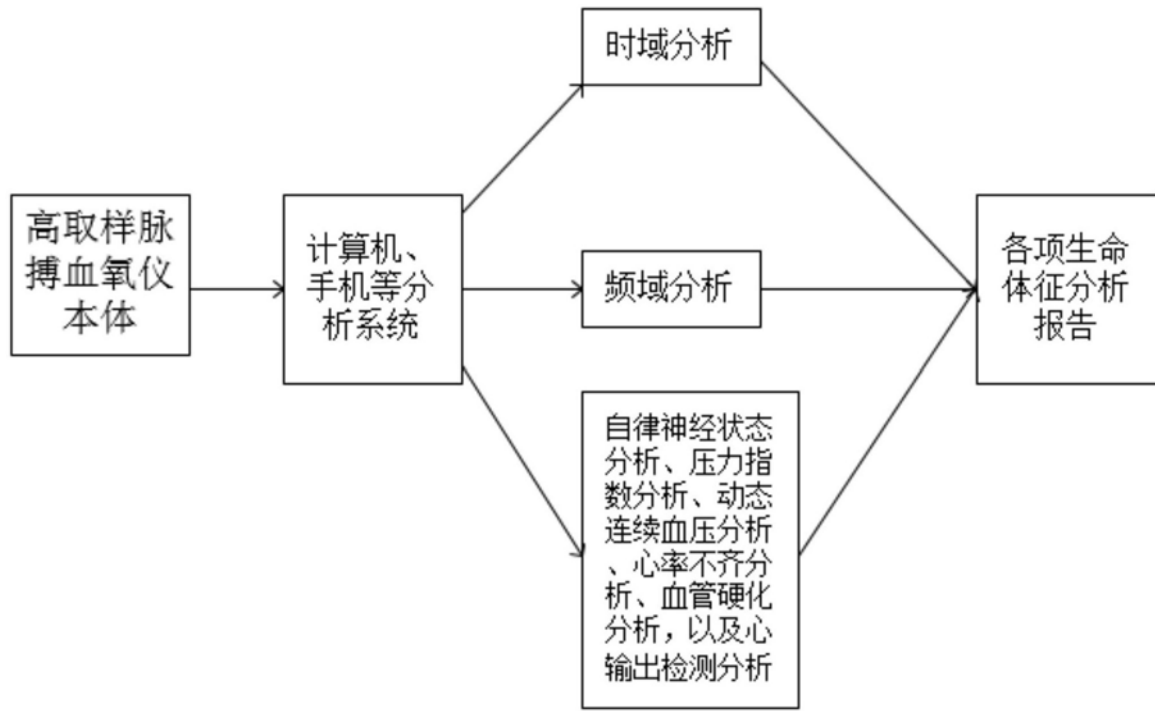 时域分析
高取样脉
搏血氧仪
本体
计算机、
手机等分
析系统
频域分析
各项生命
体征分析
报告
自律神经状态
分析、压力指
数分析、动态
连续血压分析
、心率不齐分
析、血管硬化
分析，以及心
输出检测分析